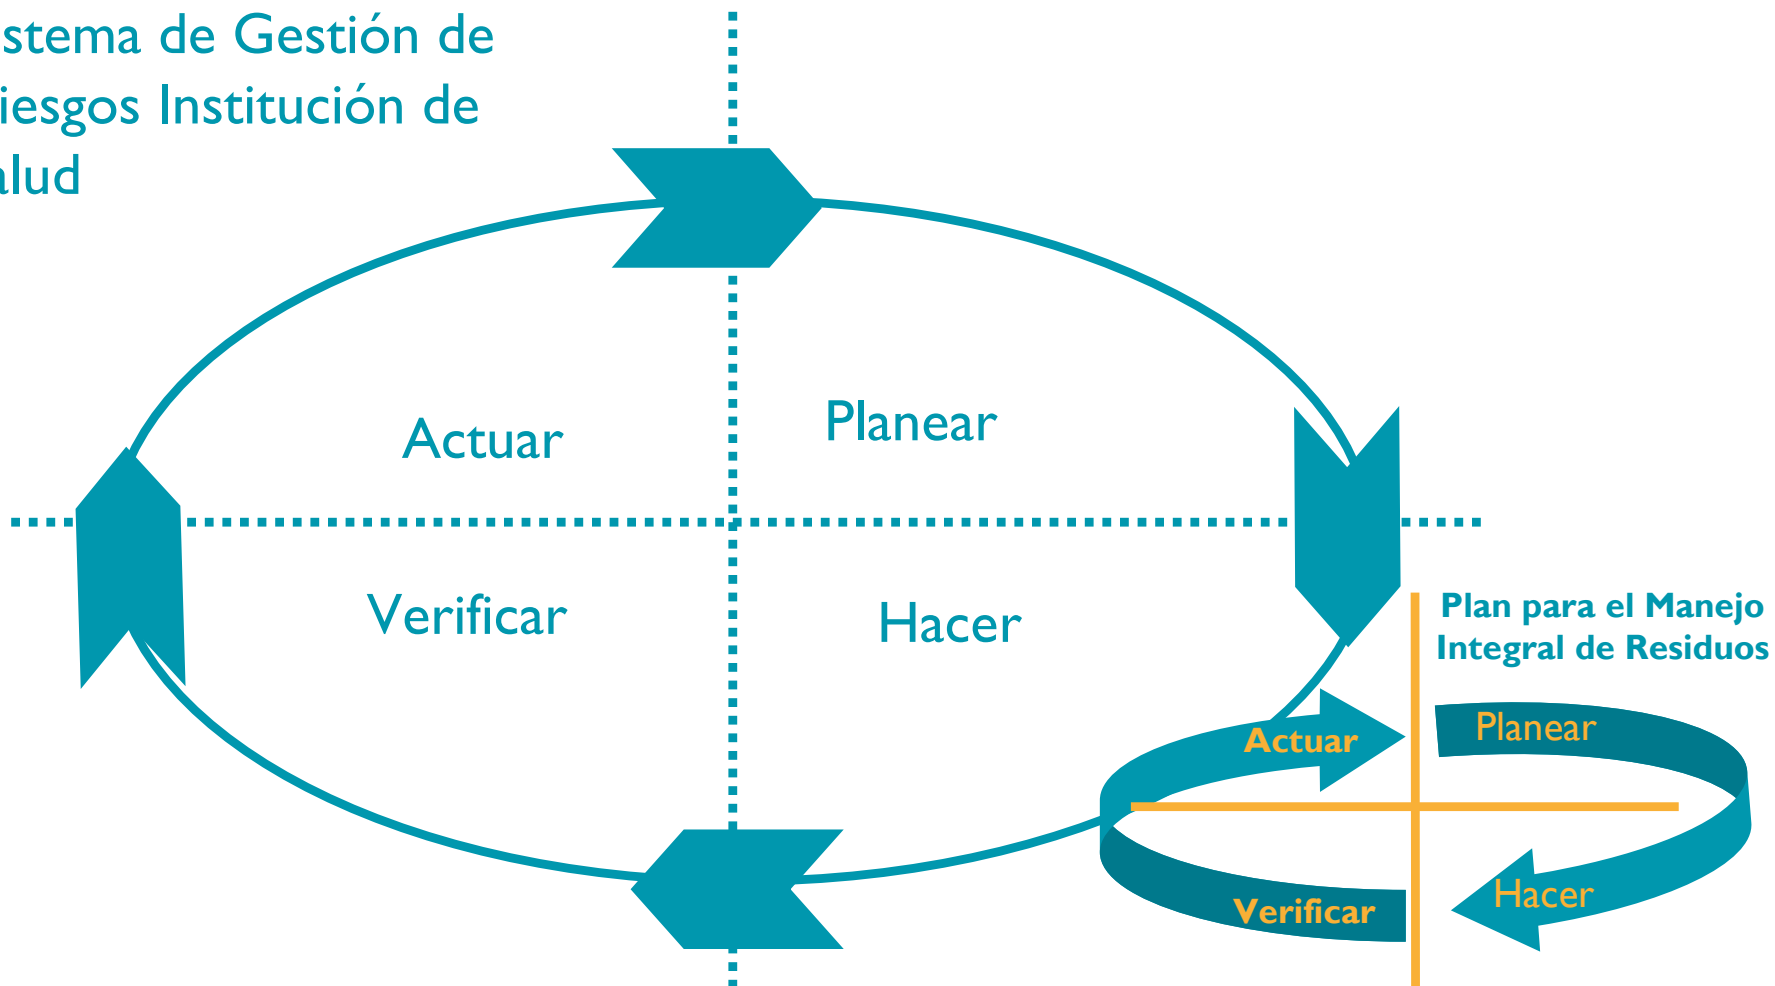 stema de Gestión de
iesgos Institución de
alud
Actuar
Planear
Verificar
Hacer
Plan para el Manejo
Integral de Residuos
Actuar
Planear
Verificar
Hacer